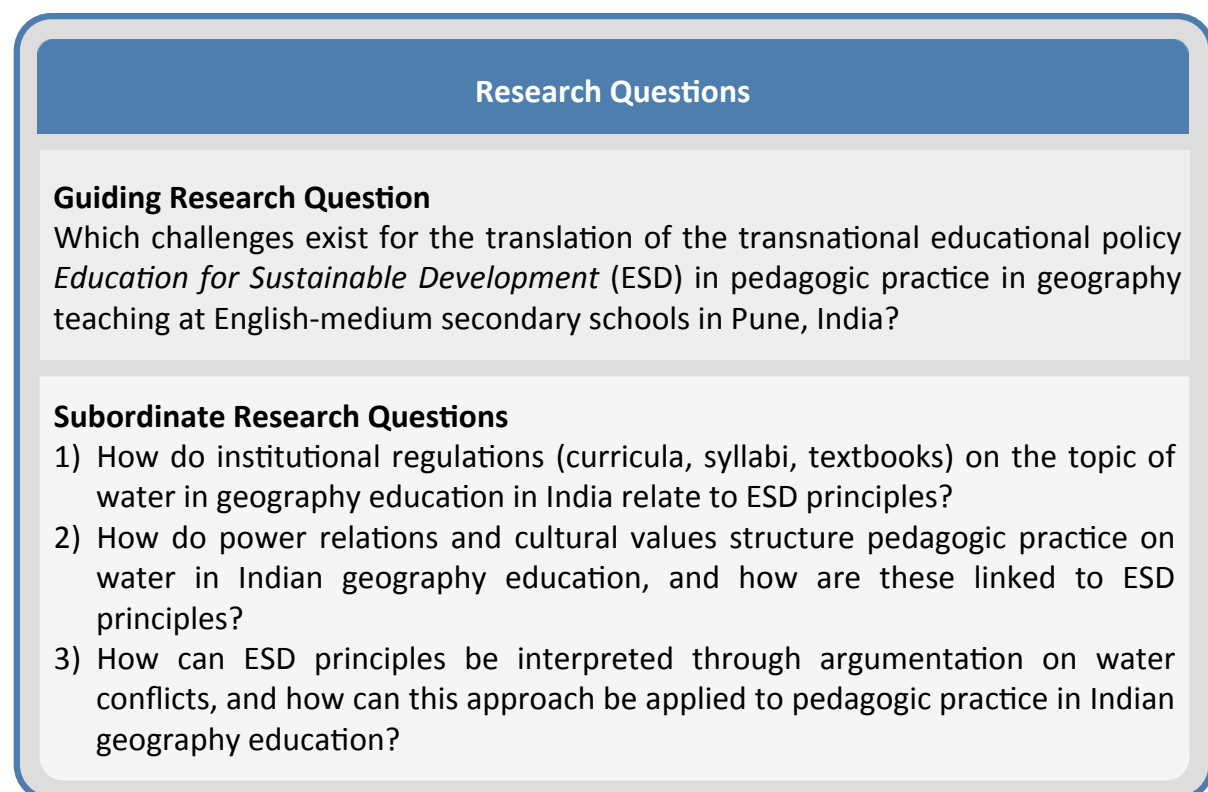 Research Questions
Guiding Research Question
Which challenges exist for the translation of the transnational educational policy
Education for Sustainable Development (ESD) in pedagogic practice in geography
teaching at English-medium secondary schools in Pune, India?
Subordinate Research Questions
1) How do institutional regulations (curricula, syllabi, textbooks) on the topic of
water in geography education in India relate to ESD principles?
2) How do power relations and cultural values structure pedagogic practice on
water in Indian geography education, and how are these linked to ESD
principles?
3) How can ESD principles be interpreted through argumentation on water
conflicts, and how can this approach be applied to pedagogic practice in Indian
geography education?